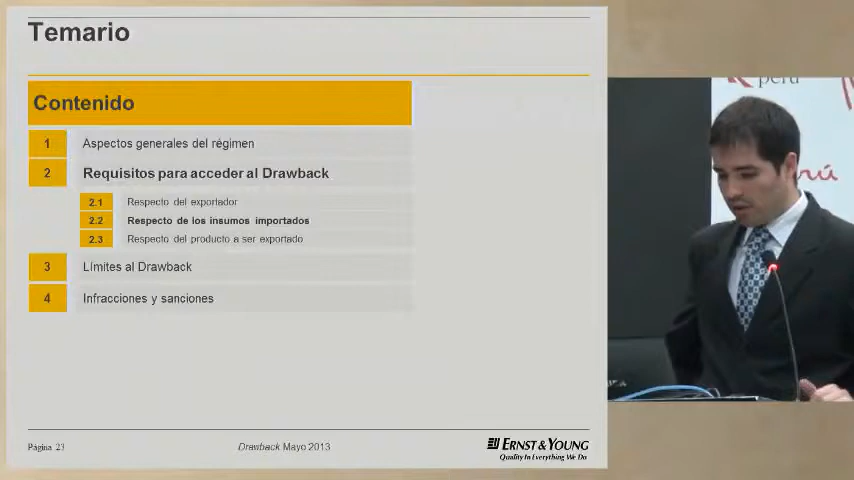 Temario
Contenido
1 Aspectos generales del régimen
2 Requisitos para acceder al Drawback
2.1 Respecto del exportador
2.2 Respecto de los insumos importados
2.3 Respecto del producto a ser exportado
3 Límites al Drawback
4 Infracciones y sanciones
Página 23
Drawback Mayo 2013
ERNST & YOUNG
Quality In Everything We Do
perú